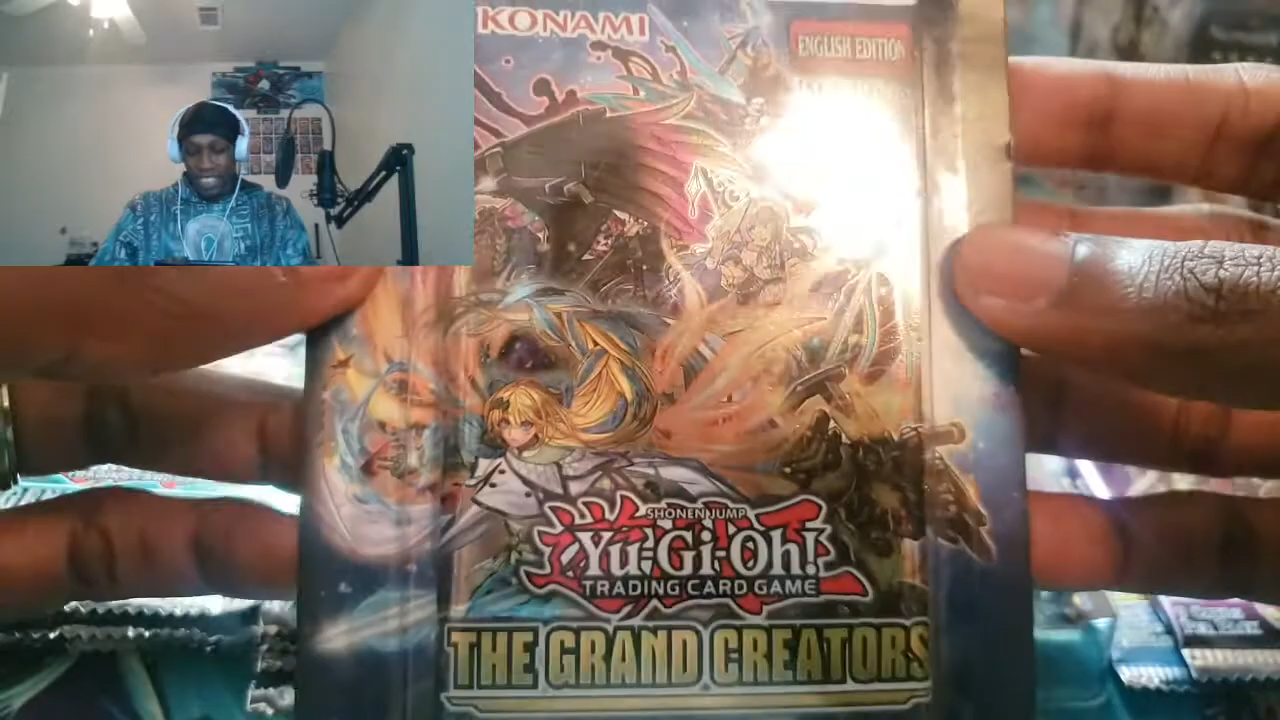 KONAMI
ENGLISH EDITION
SHONEN JUMP
Yu-Gi-Oh!
TRADING CARD GAME
THE GRAND CREATORS